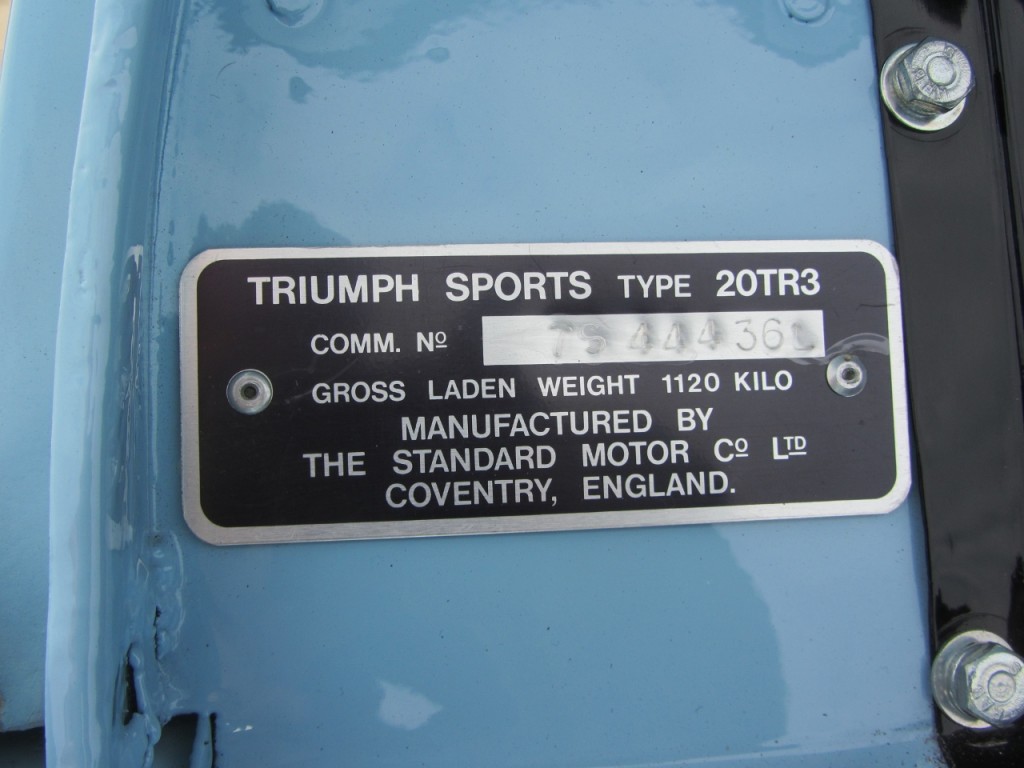 TRIUMPH SPORTS TYPE 20TR3
COMM. Nº 7S 44436L
GROSS LADEN WEIGHT 1120 KILO
MANUFACTURED BY
THE STANDARD MOTOR Cº LTD
COVENTRY, ENGLAND.